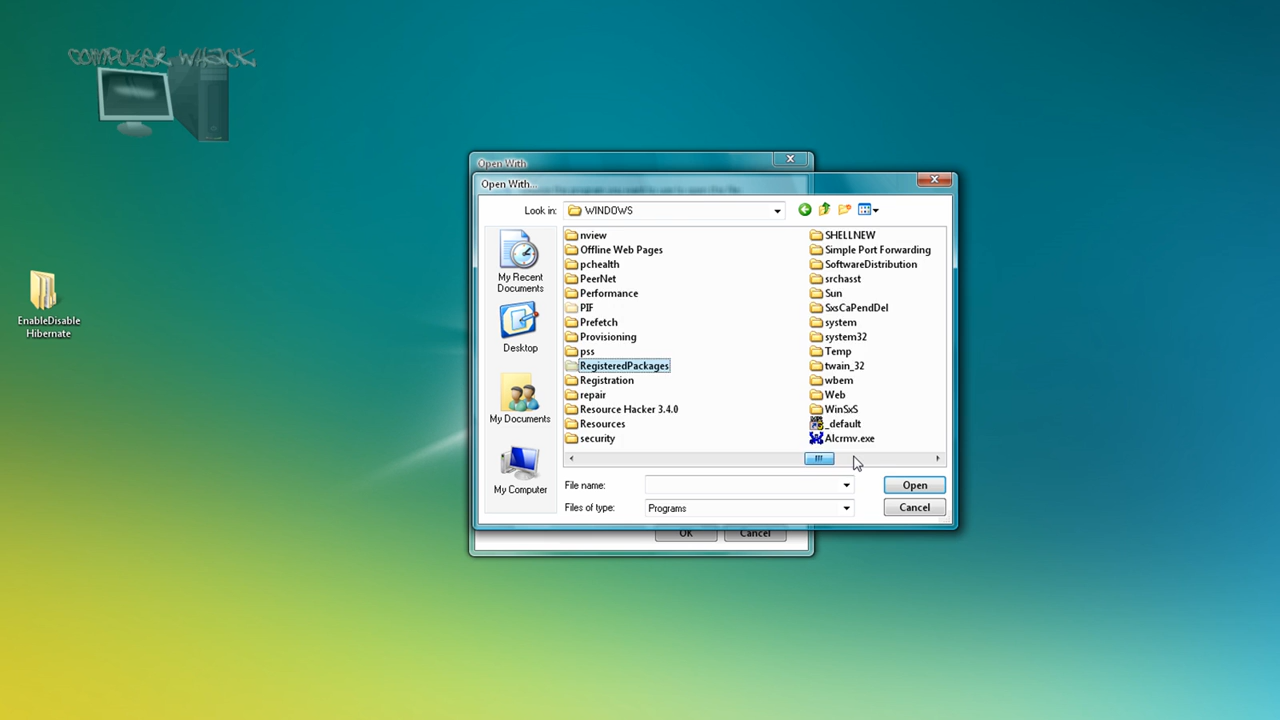 COMPUTER WHACK
EnableDisable
Hibernate
Open With
Open With...
Look in:
WINDOWS
My Recent
Documents
Desktop
My Documents
My Computer
nview
Offline Web Pages
pchealth
PeerNet
Performance
PIF
Prefetch
Provisioning
pss
RegisteredPackages
Registration
repair
Resource Hacker 3.4.0
Resources
security
SHELLNEW
Simple Port Forwarding
SoftwareDistribution
srchasst
Sun
SxsCaPendDel
system
system32
Temp
twain_32
wbem
Web
WinSxS
_default
Alcrmv.exe
File name:
Open
Files of type:
Programs
Cancel
OK
Cancel